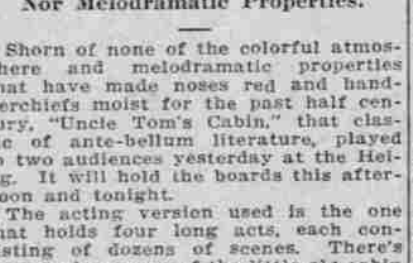 Nor Melodramatic Properties.
Shorn of none of the colorful atmos-
here and melodramatic properties
hat have made noses red and hand-
erchiefs moist for the past half cen-
ury, "Uncle Tom's Cabin," that clas-
ic of ante-bellum literature, played
o two audiences yesterday at the Hei-
g. It will hold the boards this after-
oon and tonight.
The acting version used is the one
hat holds four long acts, each con-
isting of dozens of scenes. There's